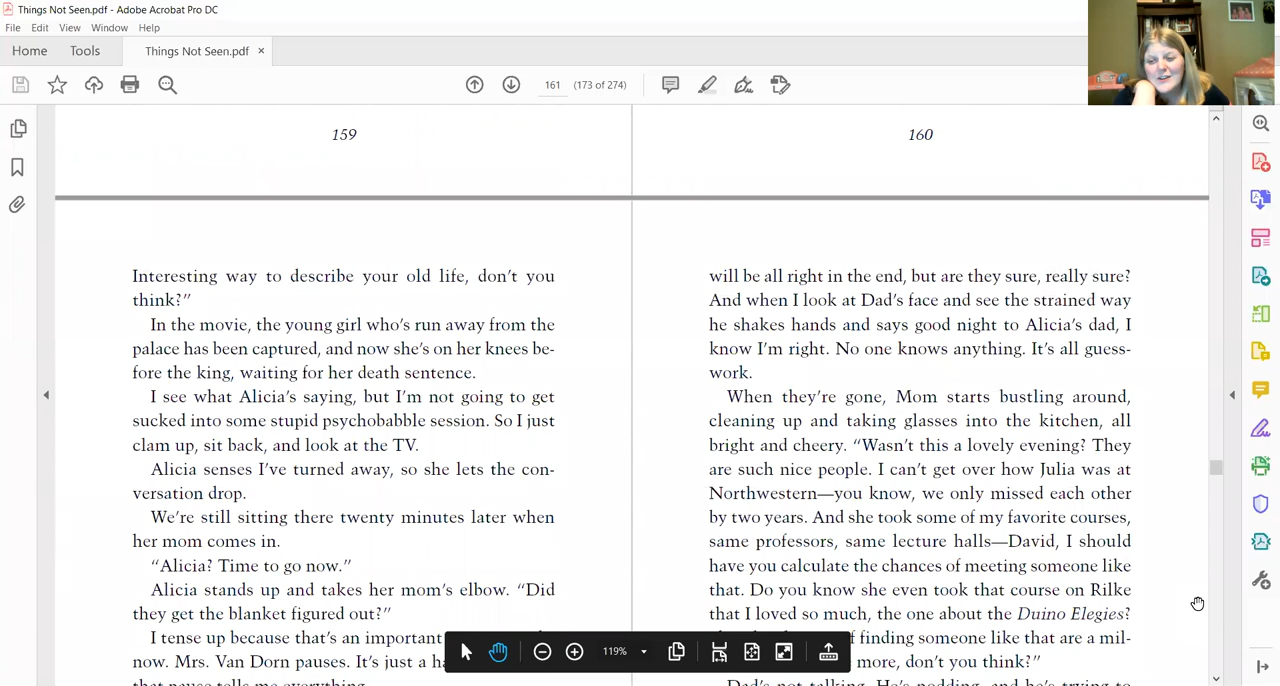 Things Not Seen.pdf - Adobe Acrobat Pro DC
File Edit View Window Help
Home Tools Things Not Seen.pdf ×
161 (173 of 274)
159
Interesting way to describe your old life, don't you
think?"
In the movie, the young girl who's run away from the
palace has been captured, and now she's on her knees be-
fore the king, waiting for her death sentence.
I see what Alicia's saying, but I'm not going to get
sucked into some stupid psychobabble session. So I just
clam up, sit back, and look at the TV.
Alicia senses I've turned away, so she lets the con-
versation drop.
We're still sitting there twenty minutes later when
her mom comes in.
"Alicia? Time to go now."
Alicia stands up and takes her mom's elbow. "Did
they get the blanket figured out?"
I tense up because that's an important
now. Mrs. Van Dorn pauses. It's just a
that pause tells me everything.
160
will be all right in the end, but are they sure, really sure?
And when I look at Dad's face and see the strained way
he shakes hands and says good night to Alicia's dad, I
know I'm right. No one knows anything. It's all guess-
work.
When they're gone, Mom starts bustling around,
cleaning up and taking glasses into the kitchen, all
bright and cheery. "Wasn't this a lovely evening? They
are such nice people. I can't get over how Julia was at
Northwestern—you know, we only missed each other
by two years. And she took some of my favorite courses,
same professors, same lecture halls—David, I should
have you calculate the chances of meeting someone like
that. Do you know she even took that course on Rilke
that I loved so much, the one about the Duino Elegies?
finding someone like that are a mil-
more, don't you think?"
Dad's not talking. He's nodding, and he's trying to
119%